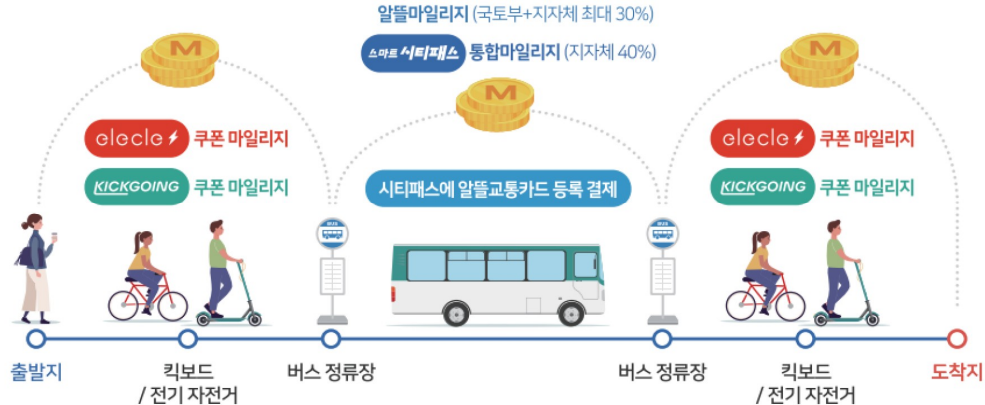 알뜰마일리지 (국토부+지자체 최대 30%)
스마트 시티패스 통합마일리지 (지자체 40%)
M
M
M
elecle 쿠폰 마일리지
KICKGOING 쿠폰 마일리지
시티패스에 알뜰교통카드 등록 결제
elecle 쿠폰 마일리지
KICKGOING 쿠폰 마일리지
BUS
BUS
출발지
킥보드
/ 전기 자전거
버스 정류장
버스 정류장
킥보드
/ 전기 자전거
도착지